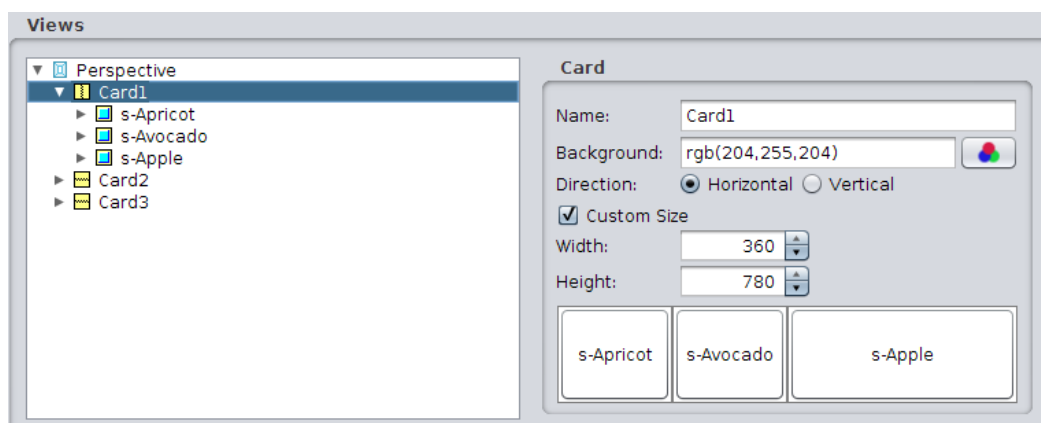 Views
Perspective
Card1
s-Apricot
s-Avocado
s-Apple
Card2
Card3
Card
Name: Card1
Background: rgb(204,255,204)
Direction: Horizontal Vertical
Custom Size
Width: 360
Height: 780
s-Apricot s-Avocado s-Apple